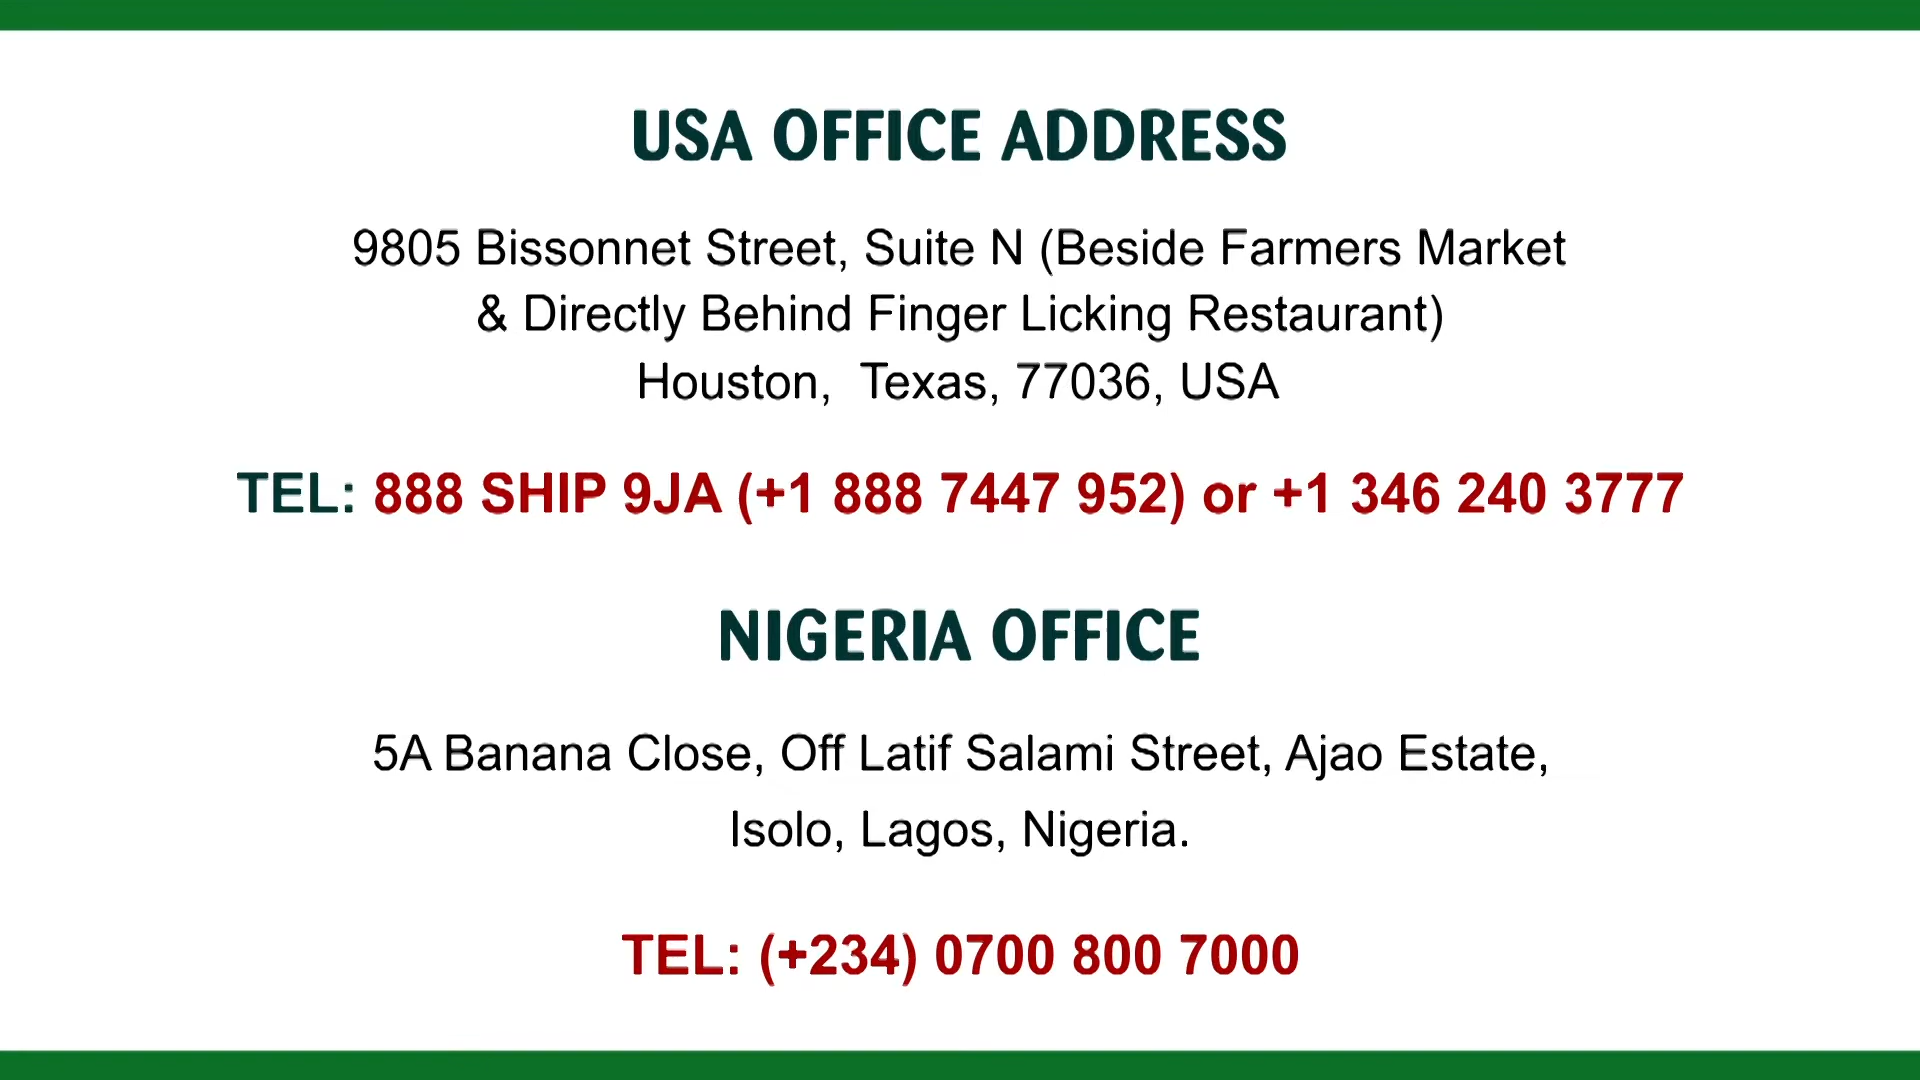 USA OFFICE ADDRESS
9805 Bissonnet Street, Suite N (Beside Farmers Market
& Directly Behind Finger Licking Restaurant)
Houston,  Texas, 77036, USA
TEL: 888 SHIP 9JA (+1 888 7447 952) or +1 346 240 3777
NIGERIA OFFICE
5A Banana Close, Off Latif Salami Street, Ajao Estate,
Isolo, Lagos, Nigeria.
TEL: (+234) 0700 800 7000